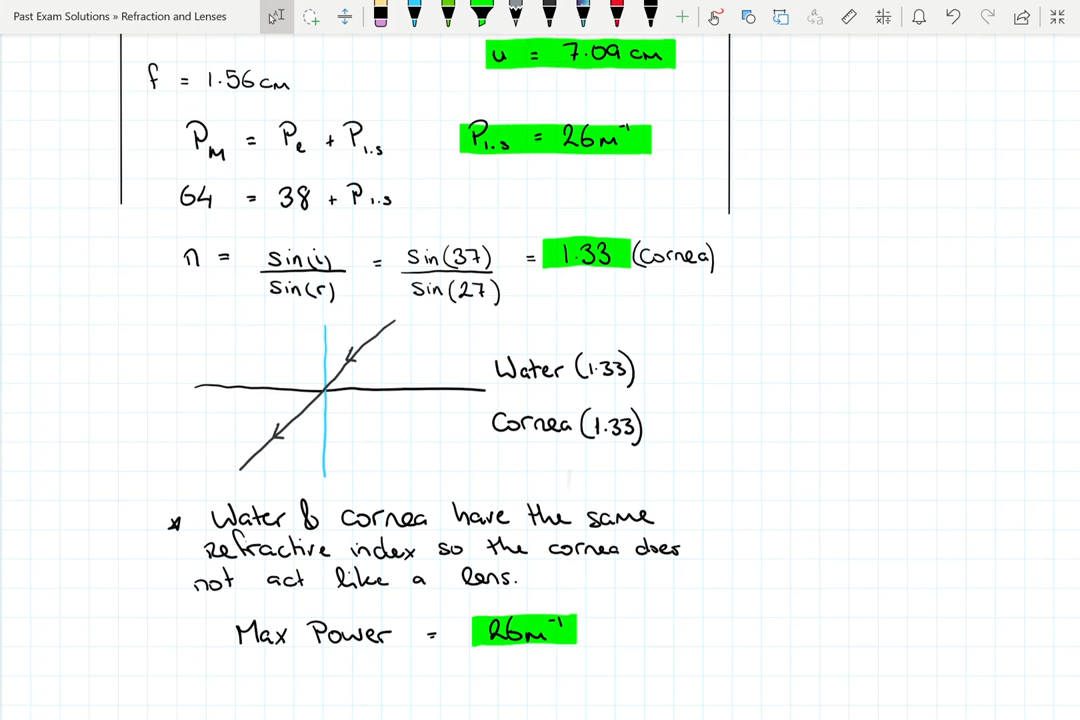 Past Exam Solutions » Refraction and Lenses
u = 7.09 cm
f = 1.56 cm
P_M = P_e + P_1.s
P_1.s = 26 m⁻¹
64 = 38 + P_1.s
n = sin(i)/sin(r) = sin(37)/sin(27) = 1.33 (cornea)
Water (1.33)
Cornea (1.33)
* Water & cornea have the same
refractive index so the cornea does
not act like a lens.
Max Power = 26 m⁻¹